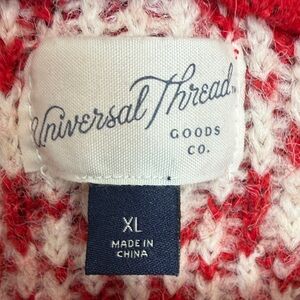 Universal Thread
GOODS
CO.
XL
MADE IN
CHINA